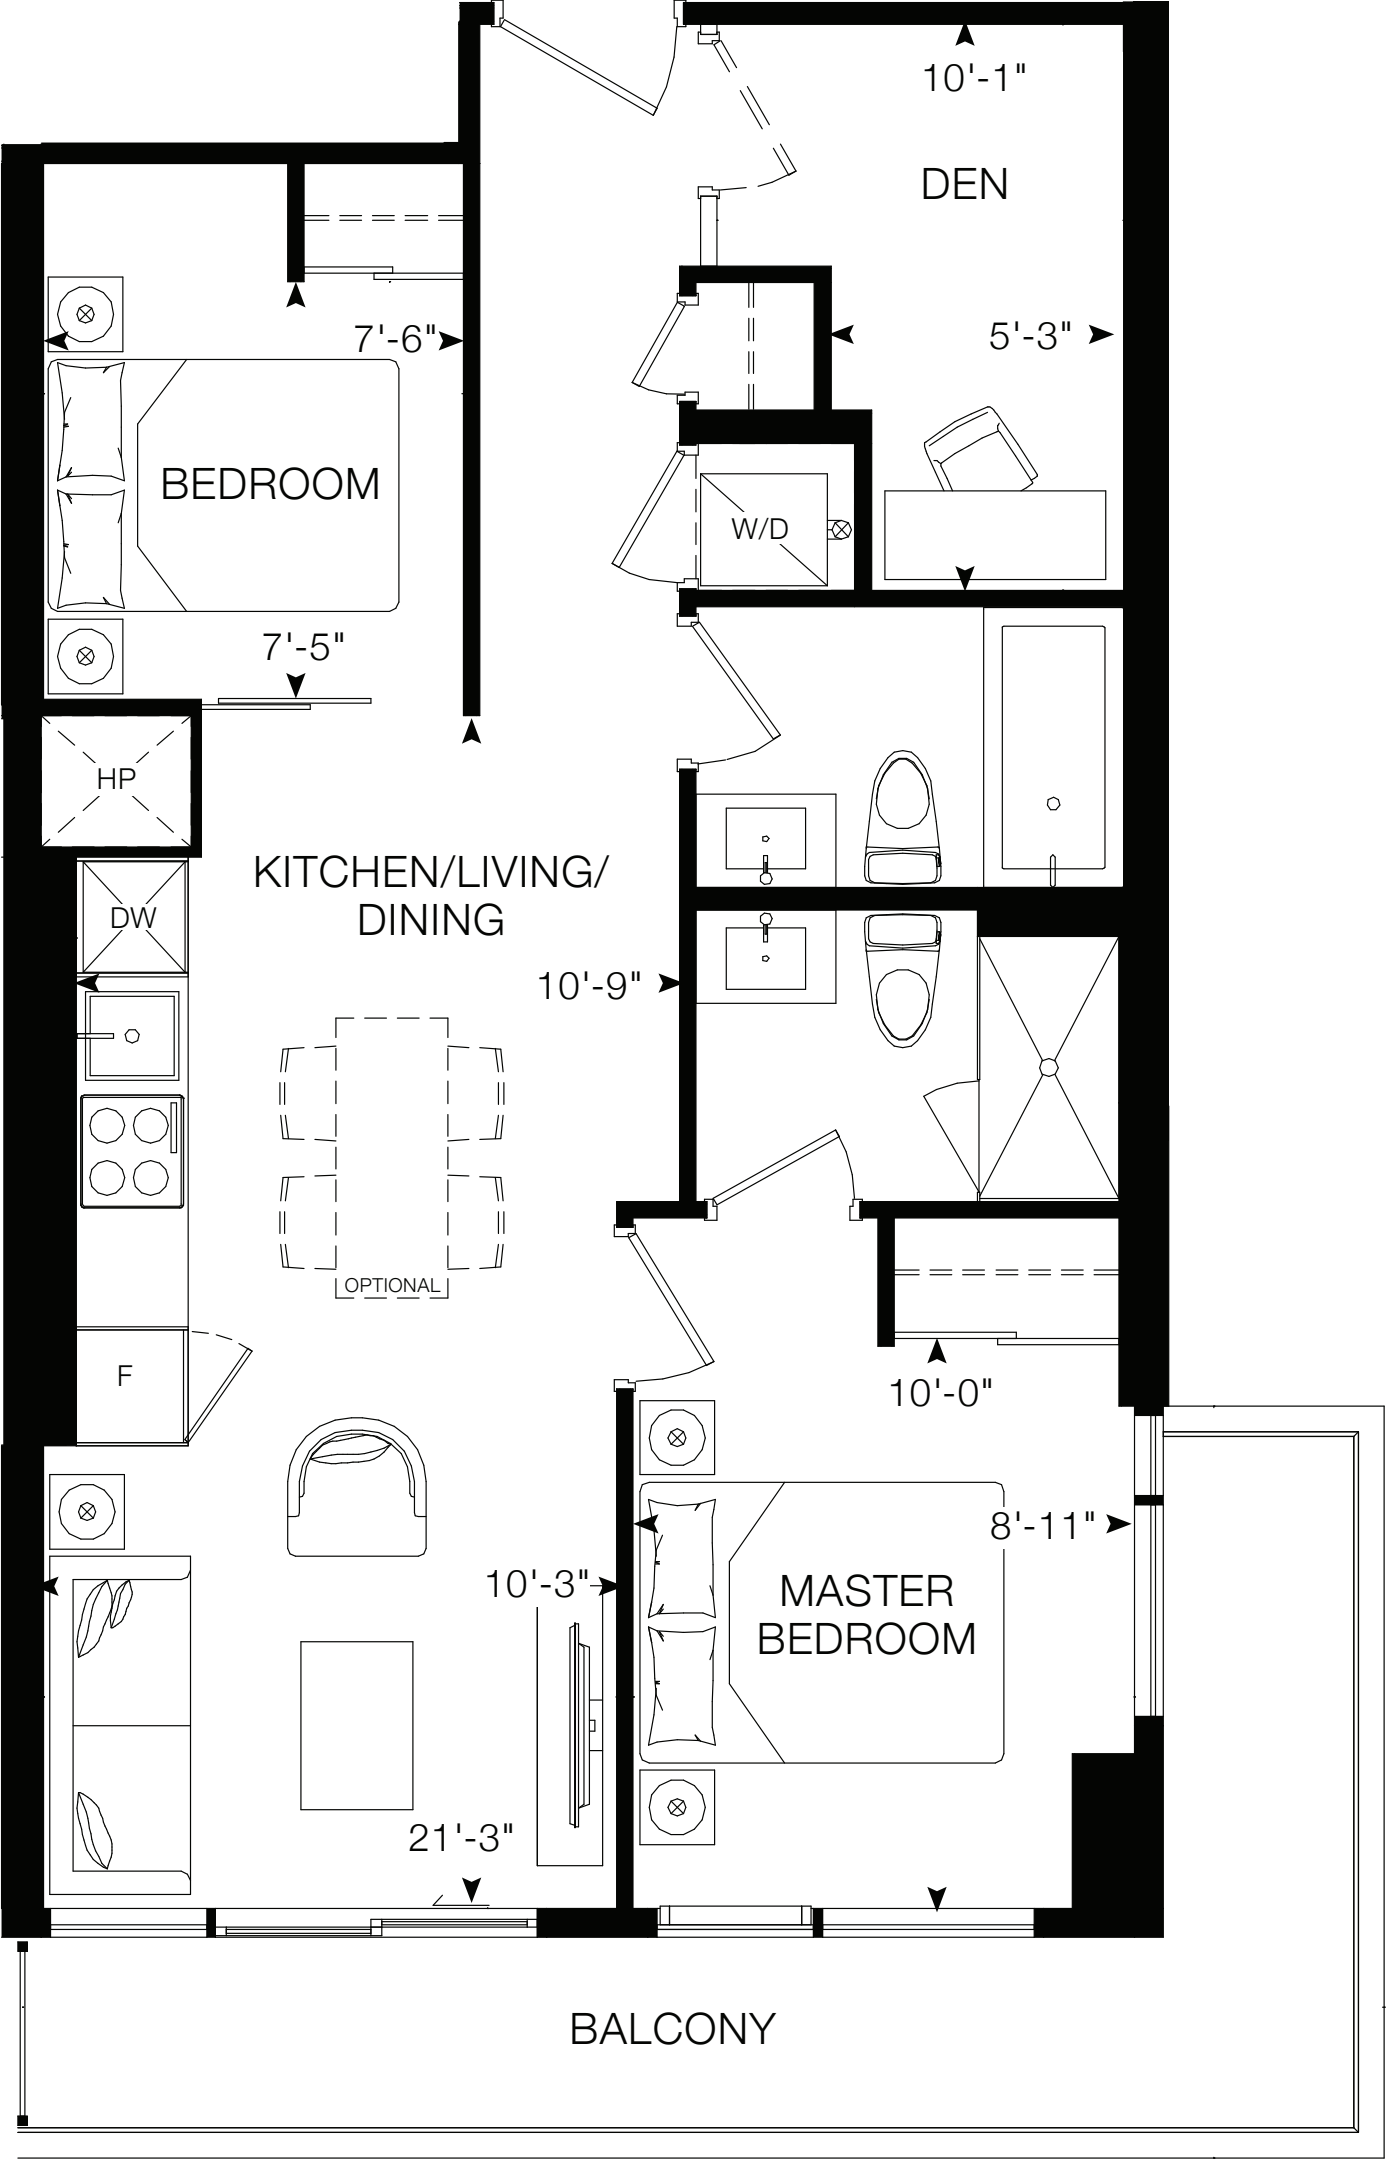 10'-1"
DEN
7'-6"
5'-3"
BEDROOM
W/D
7'-5"
HP
KITCHEN/LIVING/
DINING
DW
10'-9"
OPTIONAL
F
10'-0"
8'-11"
10'-3"
MASTER
BEDROOM
21'-3"
BALCONY